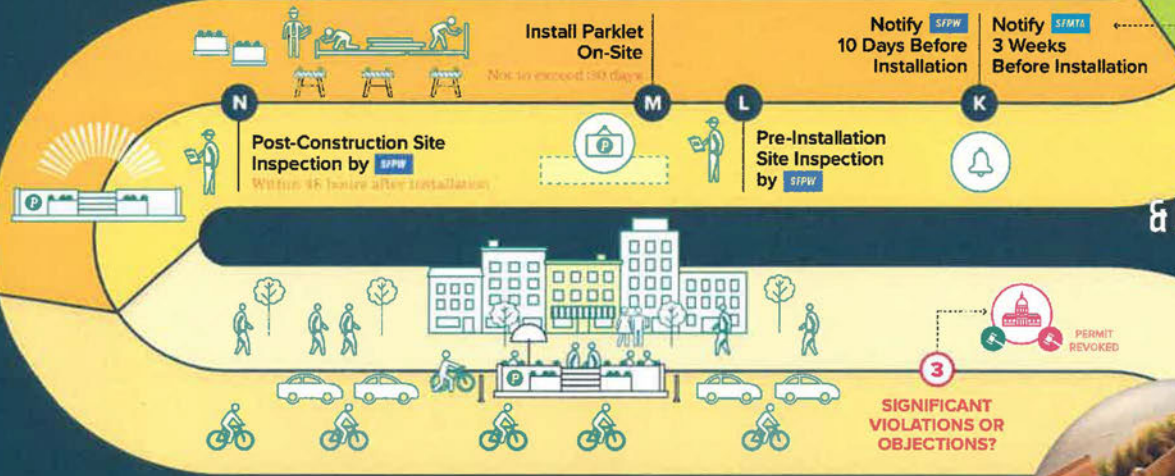 Install Parklet
On-Site
Not to exceed 30 days
Notify SFPW
10 Days Before
Installation
Notify SFMTA
3 Weeks
Before Installation
N
M
L
K
Post-Construction Site
Inspection by SFPW
Within 48 hours after installation
P
Pre-Installation
Site Inspection
by SFPW
P
&
P
3
PERMIT
REVOKED
SIGNIFICANT
VIOLATIONS OR
OBJECTIONS?